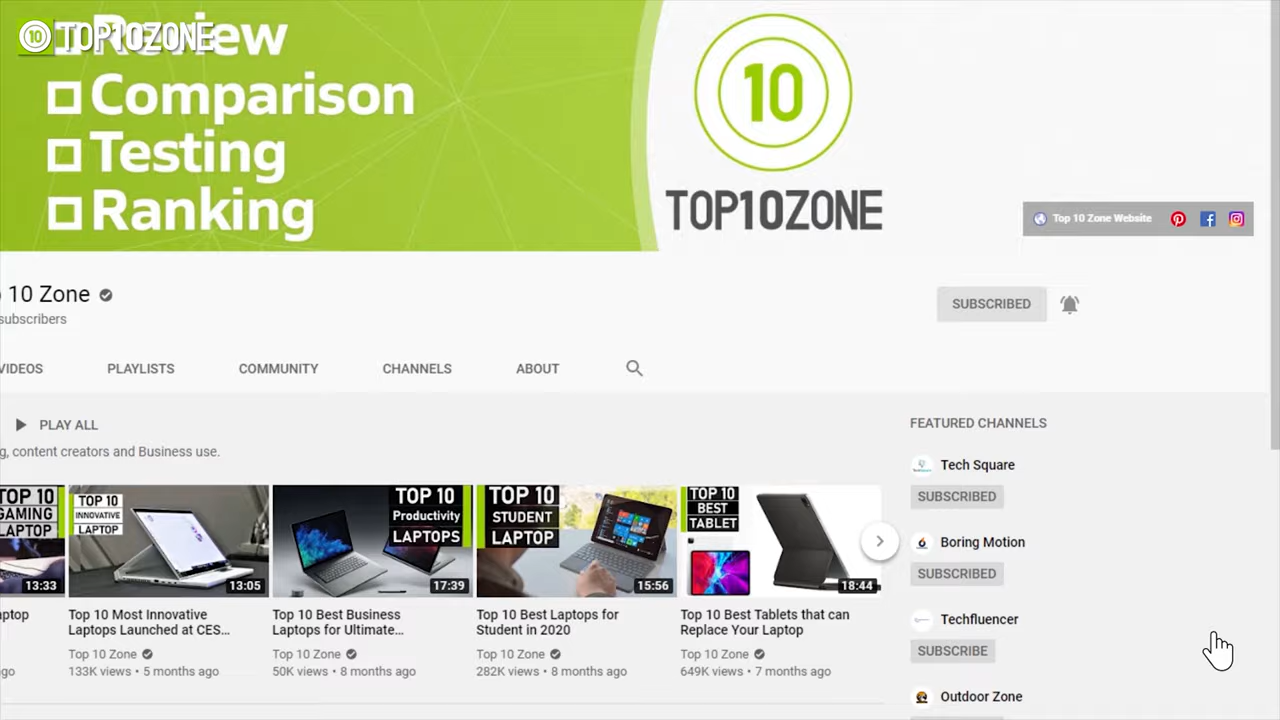 Review
TOP10ZONE
Comparison
Testing
Ranking
10
TOP10ZONE
Top 10 Zone Website
10 Zone
subscribers
SUBSCRIBED
VIDEOS
PLAYLISTS
COMMUNITY
CHANNELS
ABOUT
PLAY ALL
g, content creators and Business use.
FEATURED CHANNELS
Tech Square
SUBSCRIBED
Boring Motion
SUBSCRIBED
Techfluencer
SUBSCRIBE
Outdoor Zone
TOP 10
GAMING
LAPTOP
13:33
aptop
go
TOP 10
INNOVATIVE
LAPTOP
13:05
Top 10 Most Innovative
Laptops Launched at CES...
Top 10 Zone
133K views • 5 months ago
TOP 10
Productivity
LAPTOPS
17:39
Top 10 Best Business
Laptops for Ultimate...
Top 10 Zone
50K views • 8 months ago
TOP 10
STUDENT
LAPTOP
15:56
Top 10 Best Laptops for
Student in 2020
Top 10 Zone
282K views • 8 months ago
TOP 10
BEST
TABLET
18:44
Top 10 Best Tablets that can
Replace Your Laptop
Top 10 Zone
649K views • 7 months ago